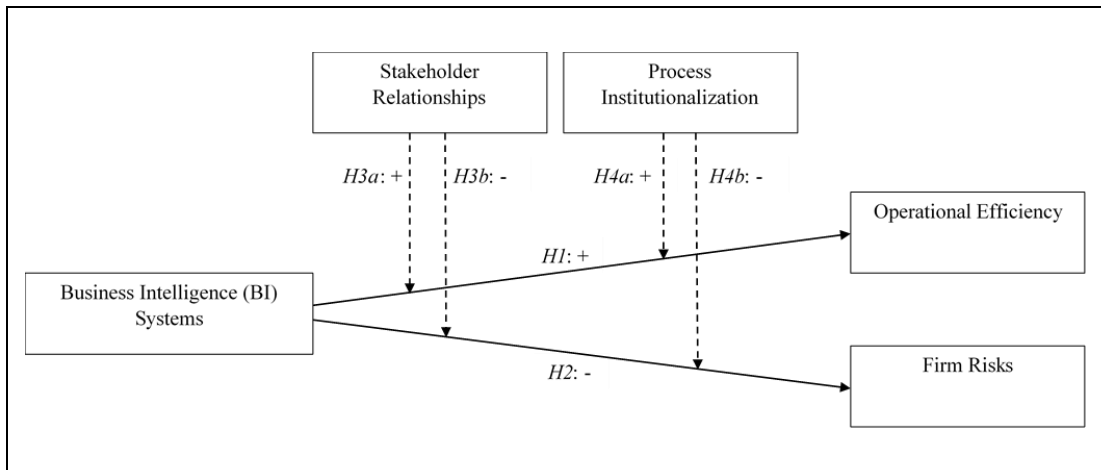 Stakeholder
Relationships
Process
Institutionalization
H3a: +
H3b: -
H4a: +
H4b: -
Operational Efficiency
H1: +
Business Intelligence (BI)
Systems
H2: -
Firm Risks